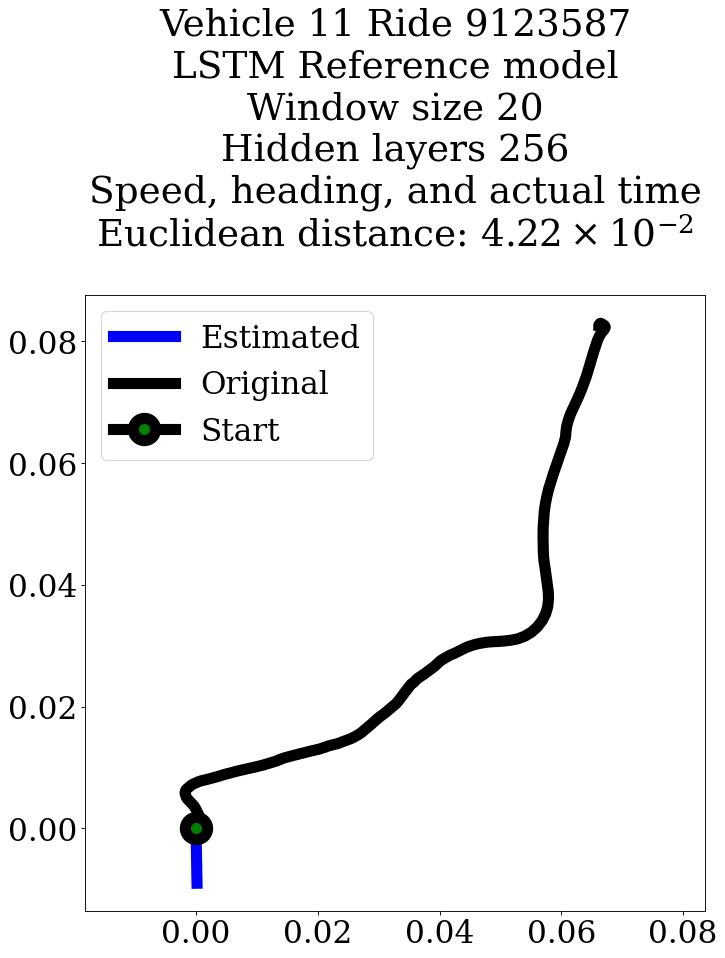 Vehicle 11 Ride 9123587
LSTM Reference model
Window size 20
Hidden layers 256
Speed, heading, and actual time
Euclidean distance: 4.22 × 10⁻²
Estimated
Original
Start
0.08
0.06
0.04
0.02
0.00
0.00 0.02 0.04 0.06 0.08